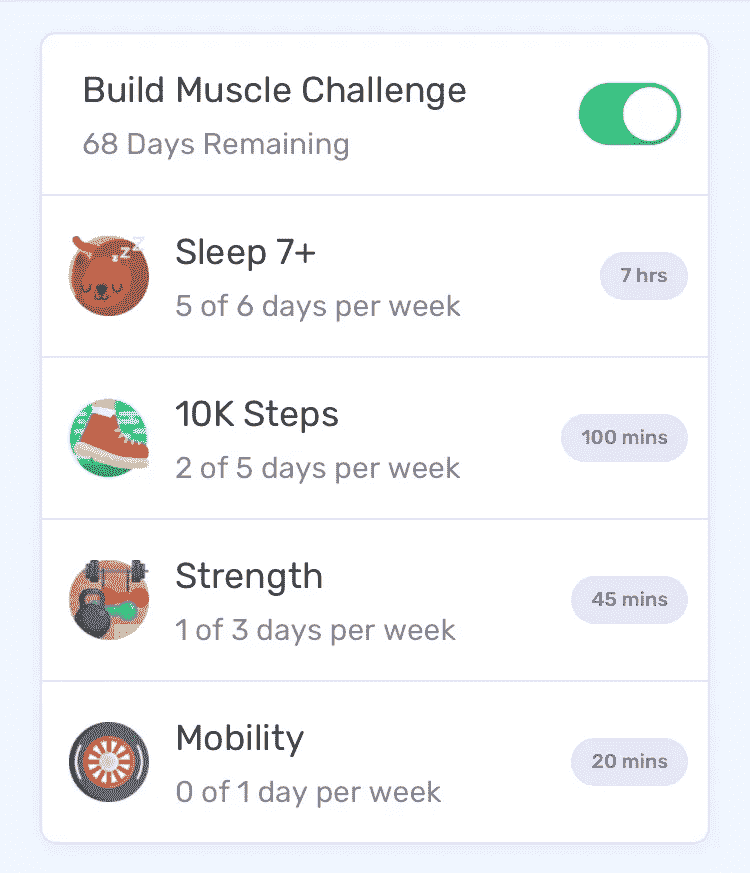 Build Muscle Challenge
68 Days Remaining
zzZ
Sleep 7+
5 of 6 days per week
7 hrs
10K Steps
2 of 5 days per week
100 mins
Strength
1 of 3 days per week
45 mins
Mobility
0 of 1 day per week
20 mins